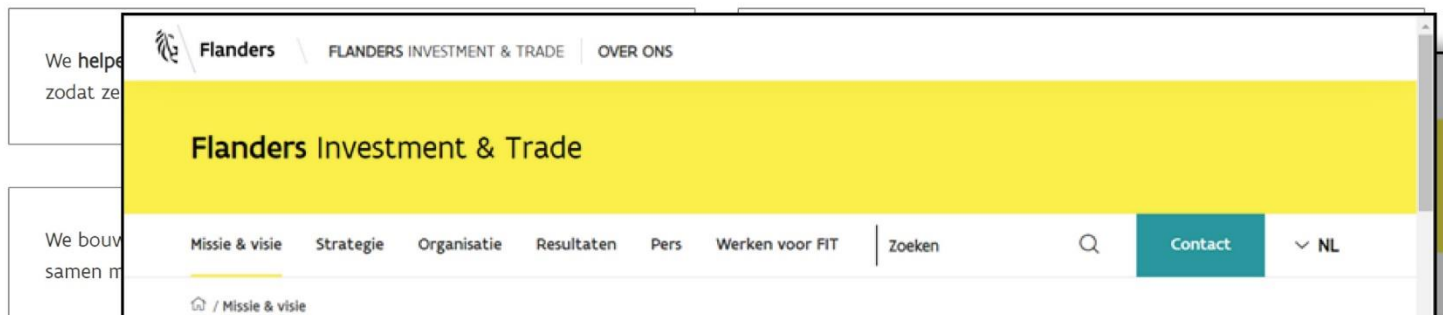 We helpe
zodat ze
We bouw
samen m
Flanders FLANDERS INVESTMENT & TRADE OVER ONS
Flanders Investment & Trade
Missie & visie Strategie Organisatie Resultaten Pers Werken voor FIT Zoeken Contact NL
/ Missie & visie